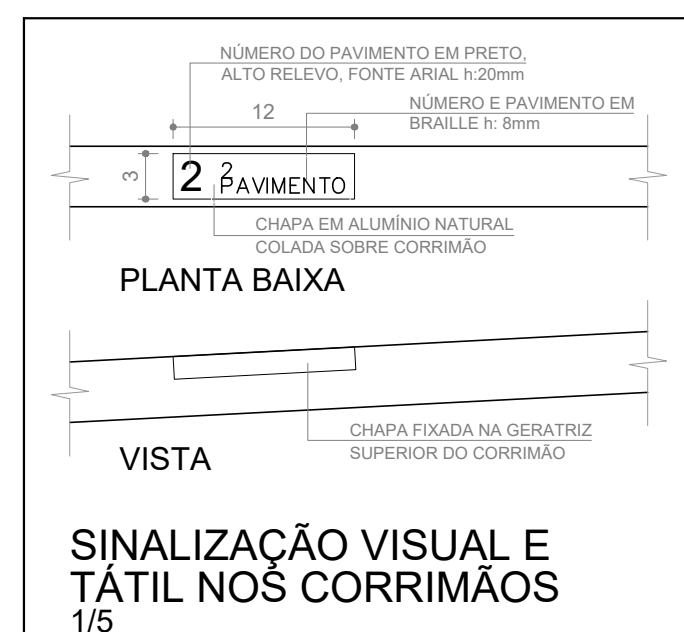 NÚMERO DO PAVIMENTO EM PRETO,
ALTO RELEVO, FONTE ARIAL h:20mm
12
NÚMERO E PAVIMENTO EM
BRAILLE h: 8mm
3
2
2
PAVIMENTO
CHAPA EM ALUMÍNIO NATURAL
COLADA SOBRE CORRIMÃO
PLANTA BAIXA
CHAPA FIXADA NA GERATRIZ
SUPERIOR DO CORRIMÃO
VISTA
SINALIZAÇÃO VISUAL E
TÁTIL NOS CORRIMÃOS
1/5